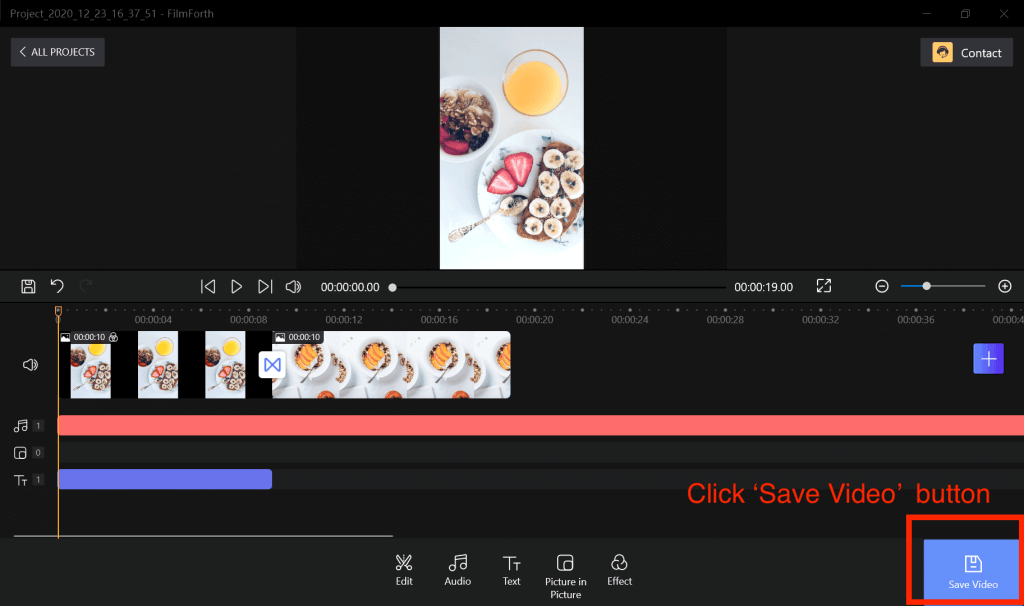 Project_2020_12_23_16_37_51 - FilmForth
ALL PROJECTS
Contact
00:00:00.00
00:00:19.00
0
00:00:04
00:00:08
00:00:12
00:00:16
00:00:20
00:00:24
00:00:28
00:00:32
00:00:36
00:00:4
00:00:10
00:00:10
1
0
1
Click ‘Save Video’ button
Edit
Audio
Text
Picture in
Picture
Effect
Save Video